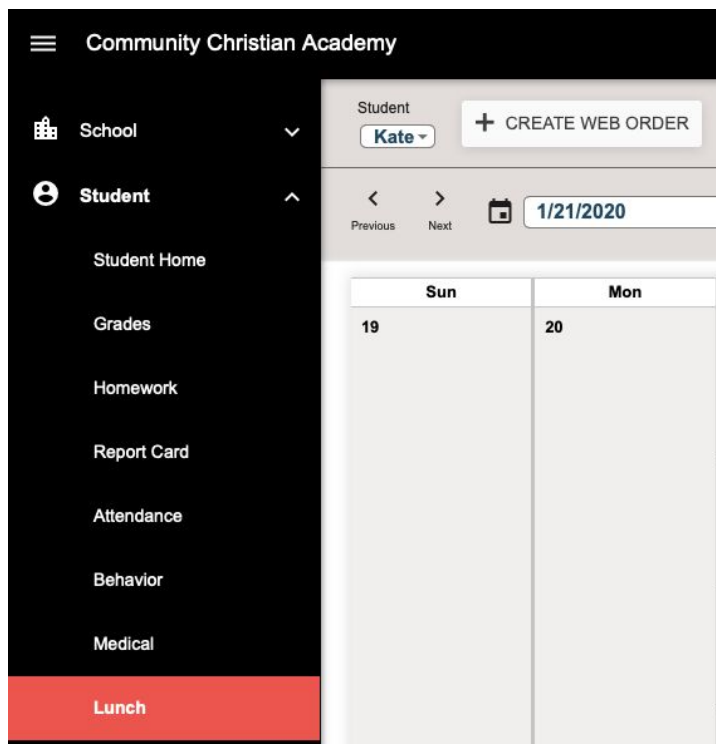 Community Christian Academy
School
Student
Student Home
Grades
Homework
Report Card
Attendance
Behavior
Medical
Lunch
Student
Kate
+ CREATE WEB ORDER
Previous Next 1/21/2020
Sun Mon
19 20